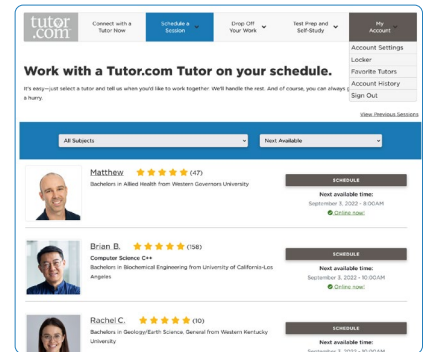 tutor
.com
Connect with a
Tutor Now
Schedule a
Session
Drop Off
Your Work
Test Prep and
Self-Study
My
Account
Account Settings
Locker
Favorite Tutors
Account History
Sign Out
Work with a Tutor.com Tutor on your schedule.
It's easy—just select a tutor and tell us when you'd like to work together. We'll handle the rest. And of course, you can always
a hurry.
View Previous Sessions
All Subjects
Next Available
Matthew (47)
Bachelors in Allied Health from Western Governors University
SCHEDULE
Next available time:
September 3, 2022 - 8:00AM
Online now!
Brian B. (158)
Computer Science C++
Bachelors in Biochemical Engineering from University of California-Los
Angeles
SCHEDULE
Next available time:
September 3, 2022 - 10:00AM
Online now!
Rachel C. (10)
Bachelors in Geology/Earth Science, General from Western Kentucky
University
SCHEDULE
Next available time:
September 3, 2022 - 10:00AM